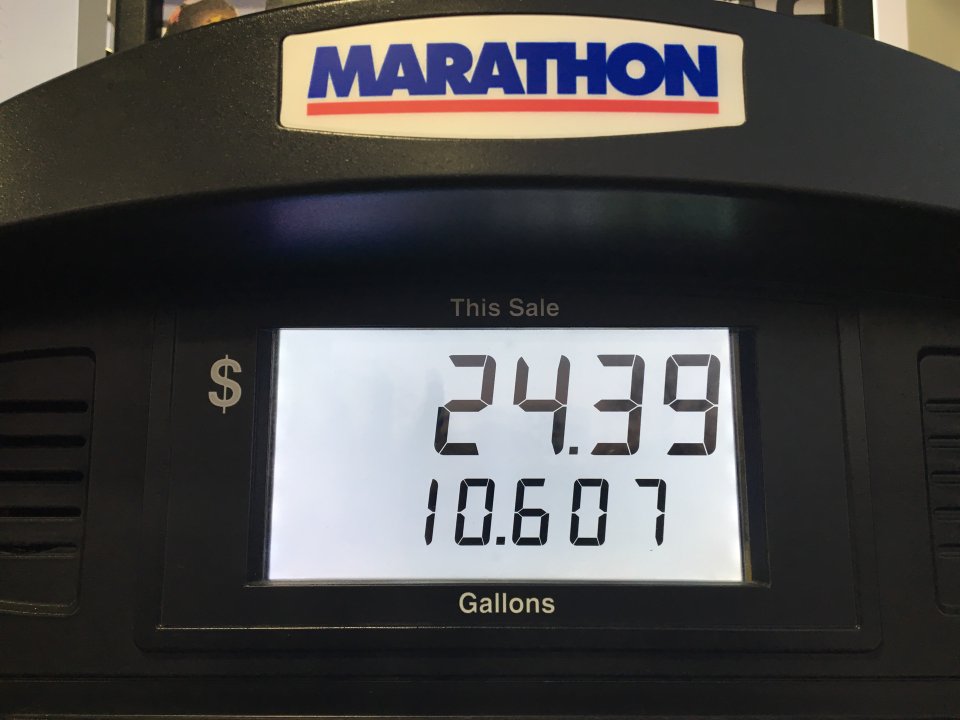 MARATHON
This Sale
$ 24.39
10.607
Gallons